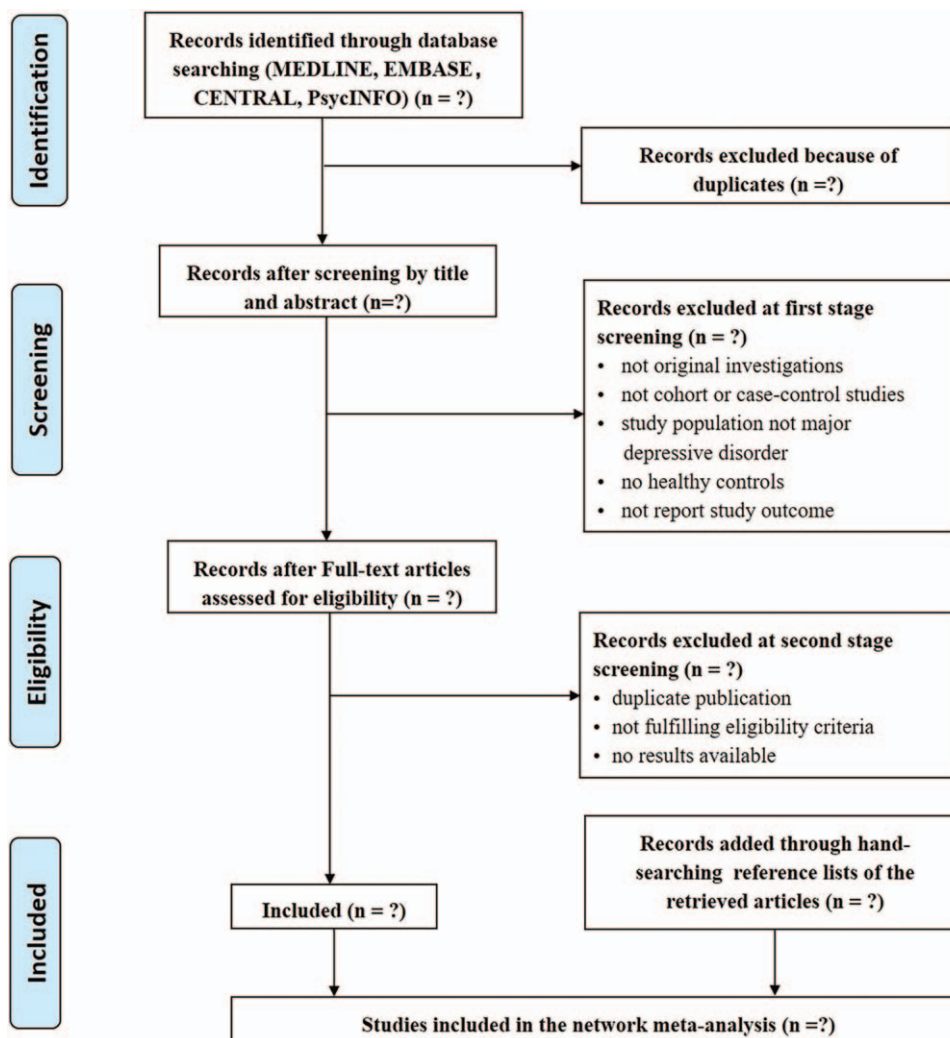 Identification
Records identified through database
searching (MEDLINE, EMBASE,
CENTRAL, PsycINFO) (n = ?)
Records excluded because of
duplicates (n =?)
Screening
Records after screening by title
and abstract (n=?)
Records excluded at first stage
screening (n = ?)
• not original investigations
• not cohort or case-control studies
• study population not major
depressive disorder
• no healthy controls
• not report study outcome
Eligibility
Records after Full-text articles
assessed for eligibility (n = ?)
Records excluded at second stage
screening (n = ?)
• duplicate publication
• not fulfilling eligibility criteria
• no results available
Included
Records added through hand-
searching reference lists of the
retrieved articles (n = ?)
Included (n = ?)
Studies included in the network meta-analysis (n =?)